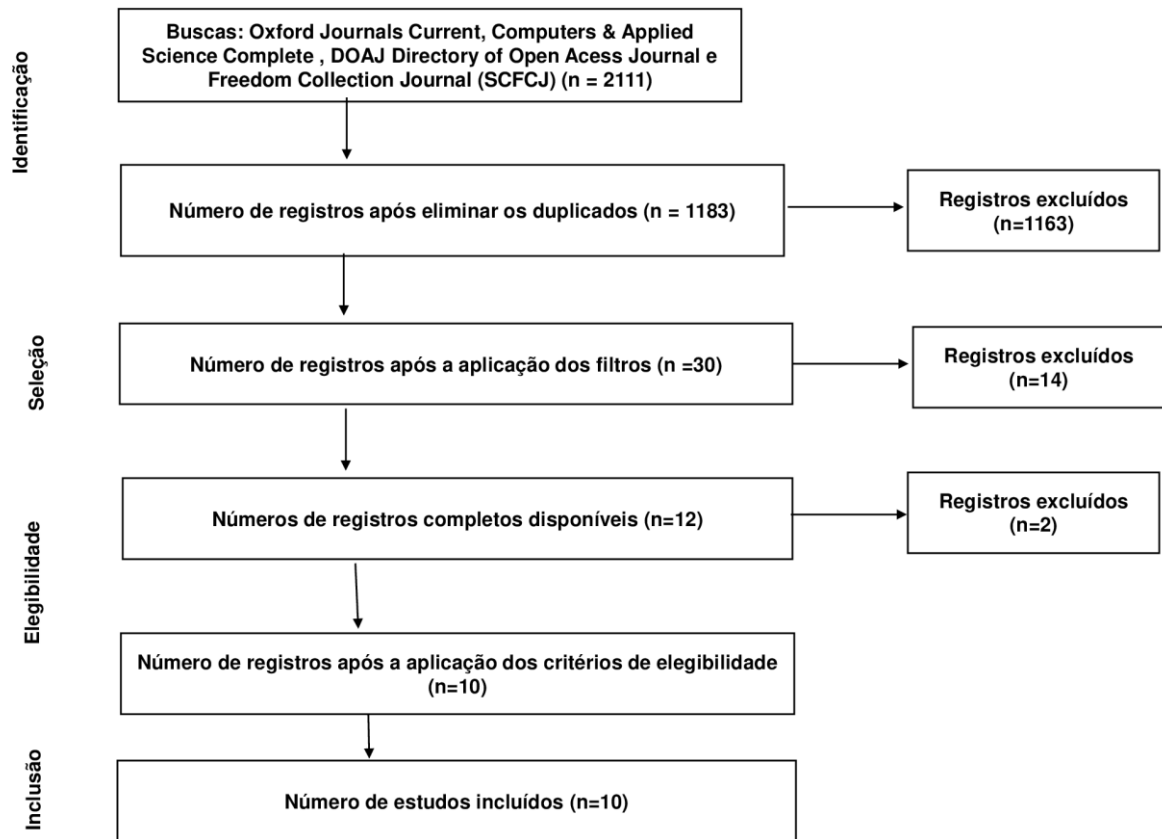 Identificação
Buscas: Oxford Journals Current, Computers & Applied
Science Complete , DOAJ Directory of Open Acess Journal e
Freedom Collection Journal (SCFCJ) (n = 2111)
Número de registros após eliminar os duplicados (n = 1183)
Registros excluídos
(n=1163)
Seleção
Número de registros após a aplicação dos filtros (n =30)
Registros excluídos
(n=14)
Elegibilidade
Números de registros completos disponíveis (n=12)
Registros excluídos
(n=2)
Número de registros após a aplicação dos critérios de elegibilidade
(n=10)
Inclusão
Número de estudos incluídos (n=10)